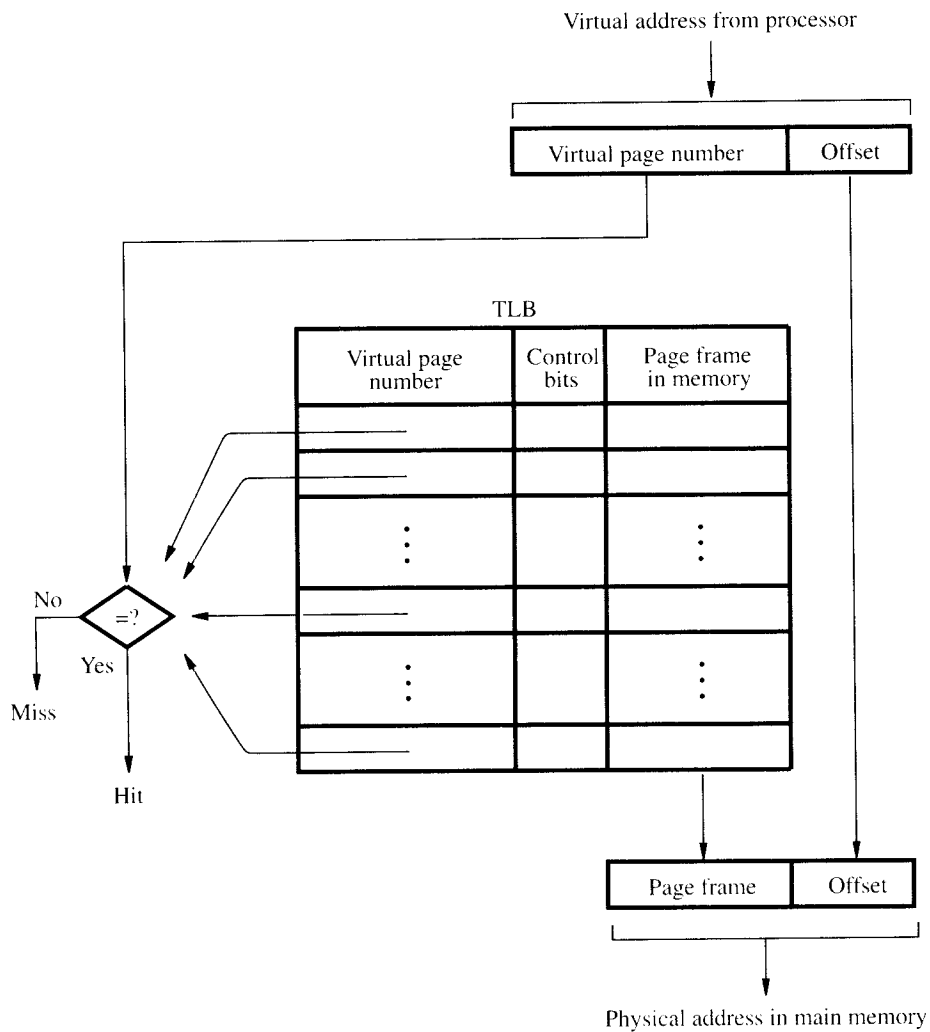 Virtual address from processor
Virtual page number
Offset
TLB
Virtual page
number
Control
bits
Page frame
in memory
No
=?
Yes
Miss
Hit
Page frame
Offset
Physical address in main memory